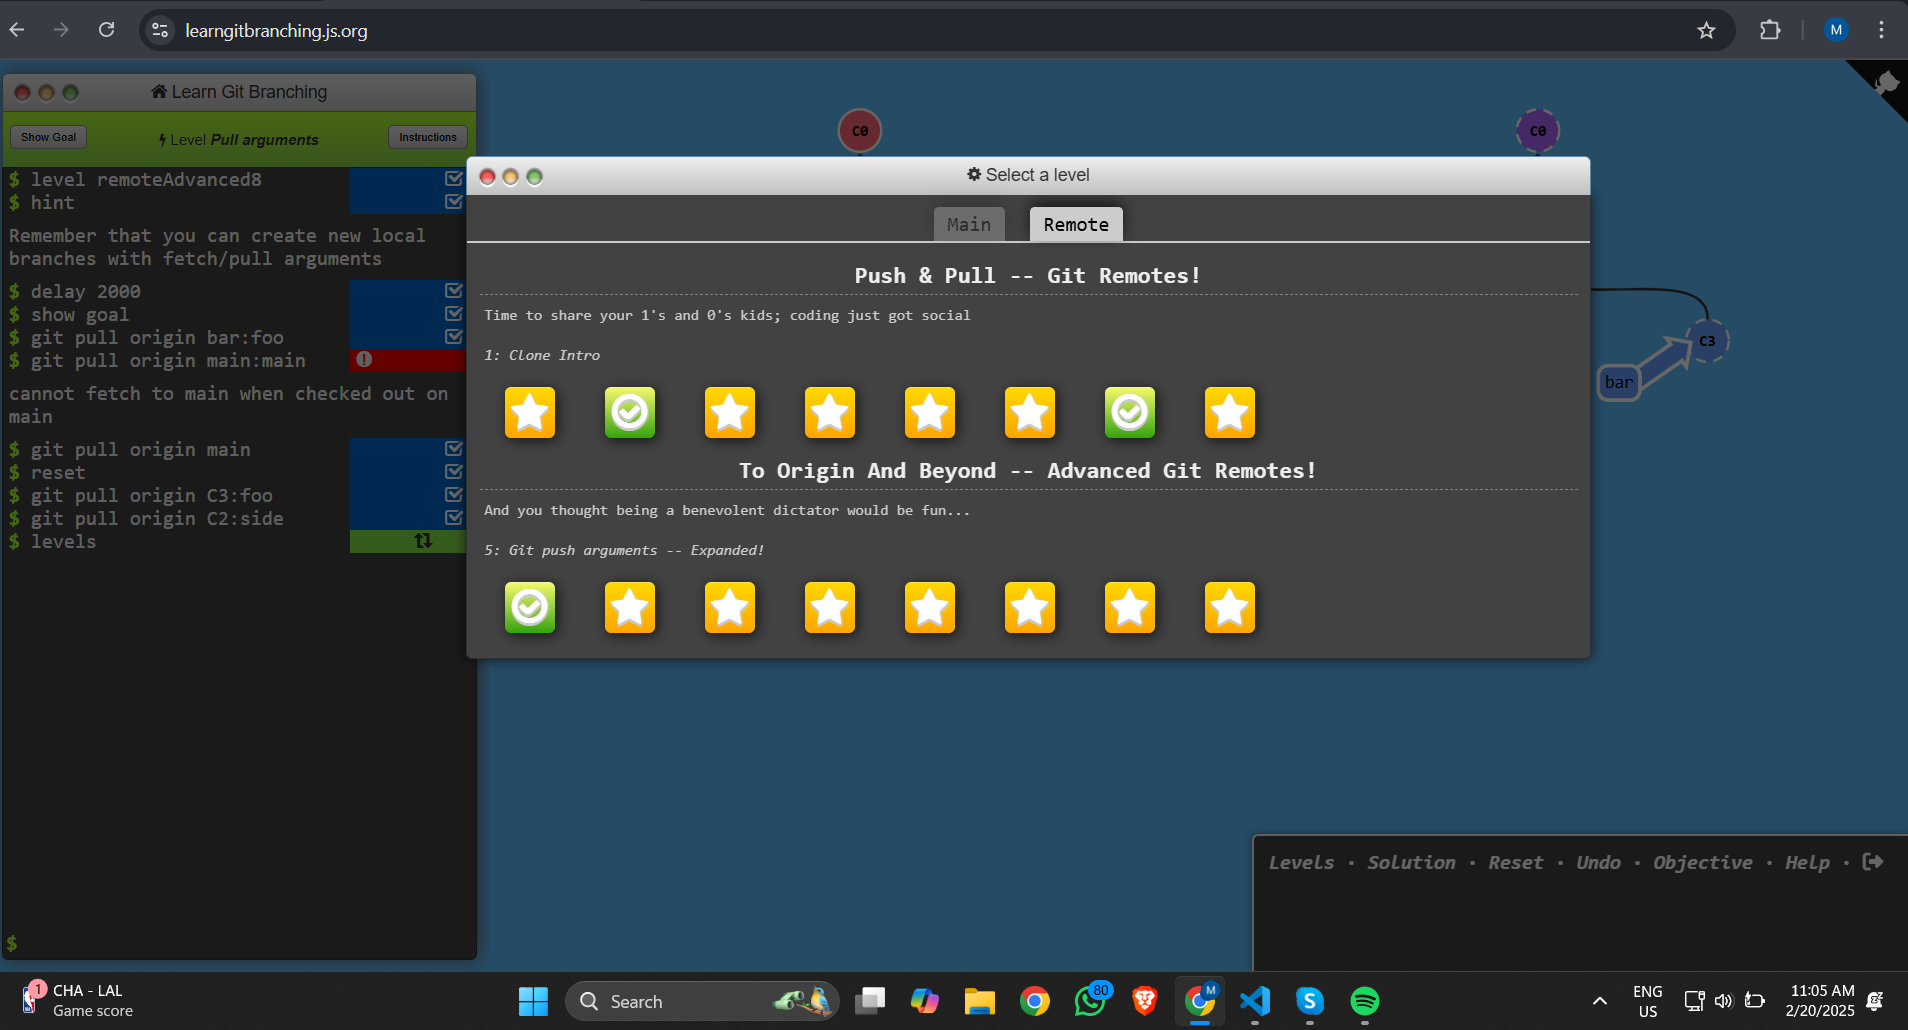 learngitbranching.js.org
M
Learn Git Branching
Show Goal
Level Pull arguments
Instructions
$ level remoteAdvanced8
$ hint
Remember that you can create new local
branches with fetch/pull arguments
$ delay 2000
$ show goal
$ git pull origin bar:foo
$ git pull origin main:main
cannot fetch to main when checked out on
main
$ git pull origin main
$ reset
$ git pull origin C3:foo
$ git pull origin C2:side
$ levels
$
C0
C0
Select a level
Main
Remote
Push & Pull -- Git Remotes!
Time to share your 1's and 0's kids; coding just got social
1: Clone Intro
To Origin And Beyond -- Advanced Git Remotes!
And you thought being a benevolent dictator would be fun...
5: Git push arguments -- Expanded!
C3
bar
Levels · Solution · Reset · Undo · Objective · Help ·
1
CHA - LAL
Game score
Search
80
M
S
ENG
US
11:05 AM
2/20/2025